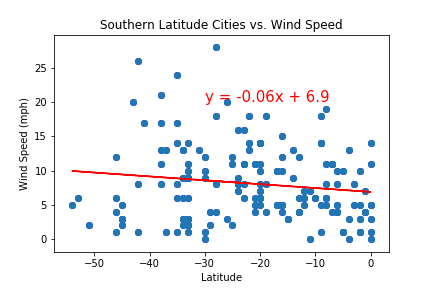 Southern Latitude Cities vs. Wind Speed
y = -0.06x + 6.9
Wind Speed (mph)
25
20
15
10
5
0
−50 −40 −30 −20 −10 0
Latitude